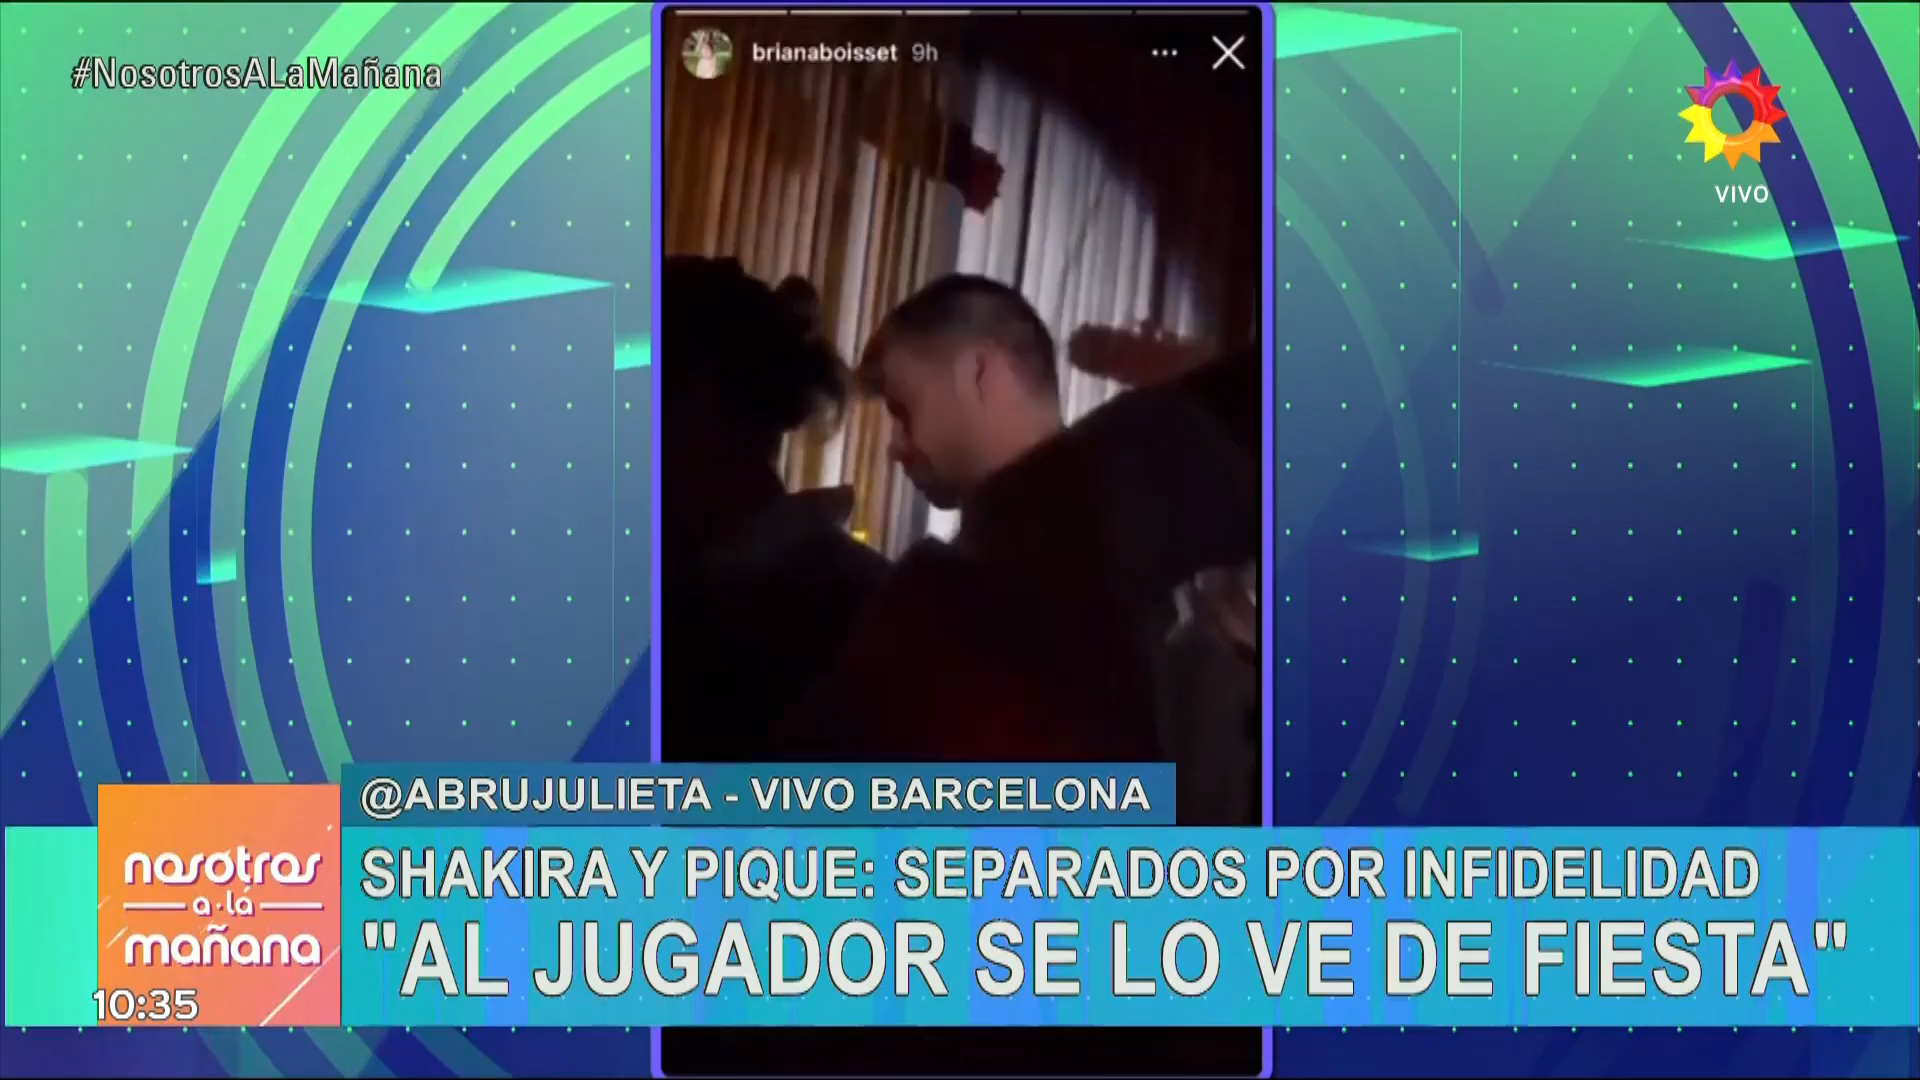 #NosotrosALaMañana
brianaboisset 9h
VIVO
@ABRUJULIETA - VIVO BARCELONA
SHAKIRA Y PIQUE: SEPARADOS POR INFIDELIDAD
"AL JUGADOR SE LO VE DE FIESTA"
nosotros
a·lá
mañana
10:35